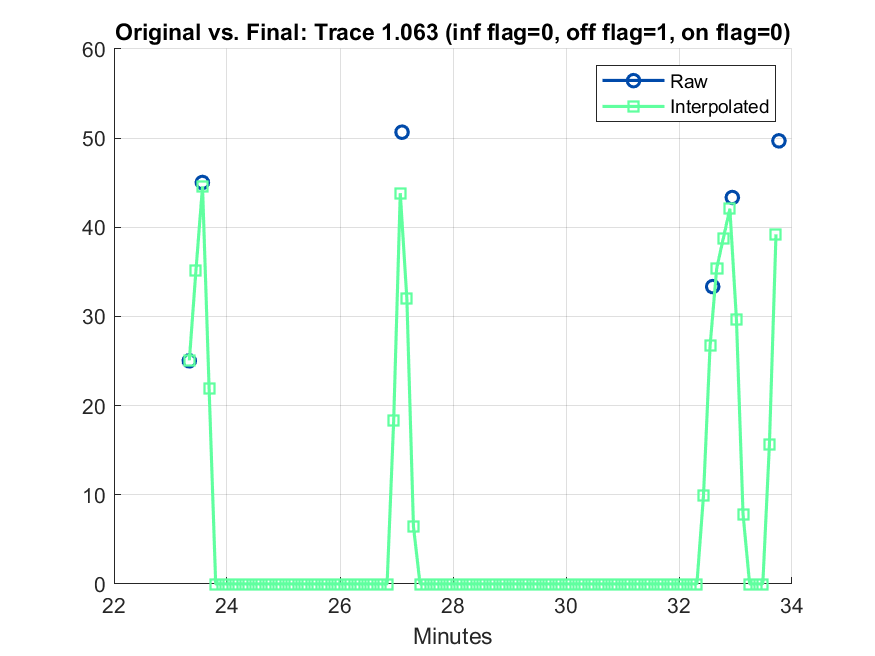 Original vs. Final: Trace 1.063 (inf flag=0, off flag=1, on flag=0)
60
50
40
30
20
10
0
Raw
Interpolated
22 24 26 28 30 32 34
Minutes